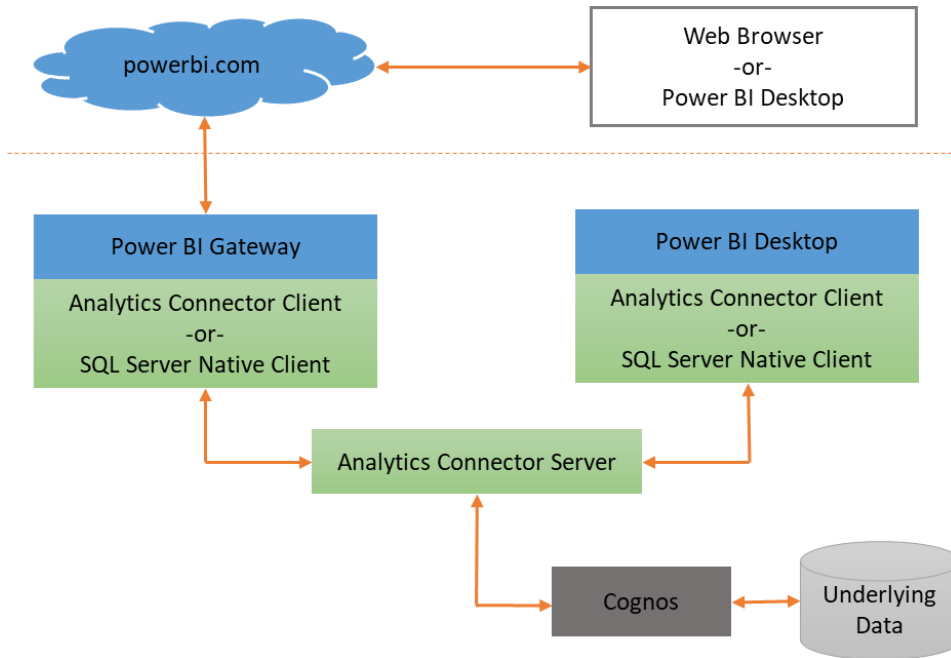 powerbi.com
Web Browser
-or-
Power BI Desktop
Power BI Gateway
Analytics Connector Client
-or-
SQL Server Native Client
Power BI Desktop
Analytics Connector Client
-or-
SQL Server Native Client
Analytics Connector Server
Cognos
Underlying
Data